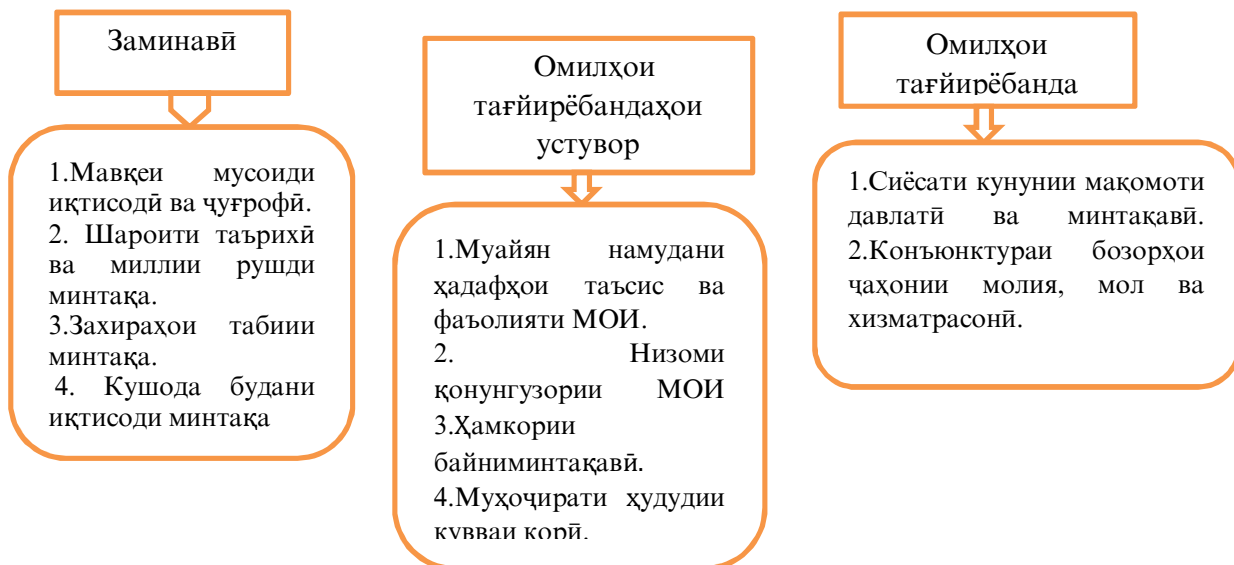 Заминавӣ
1.Мавқеи мусоиди
иқтисодӣ ва ҷуғрофӣ.
2. Шароити таърихӣ
ва миллии рушди
минтақа.
3.Захираҳои табиии
минтақа.
4. Кушода будани
иқтисоди минтақа
Омилҳои
тағйирёбандаҳои
устувор
1.Муайян намудани
ҳадафҳои таъсис ва
фаъолияти МОИ.
2. Низоми
қонунгузории МОИ
3.Ҳамкории
байниминтақавӣ.
4.Муҳоҷирати ҳудудии
қувваи корӣ.
Омилҳои
тағйирёбанда
1.Сиёсати кунунии мақомоти
давлатӣ ва минтақавӣ.
2.Конъюнктураи бозорҳои
ҷаҳонии молия, мол ва
хизматрасонӣ.